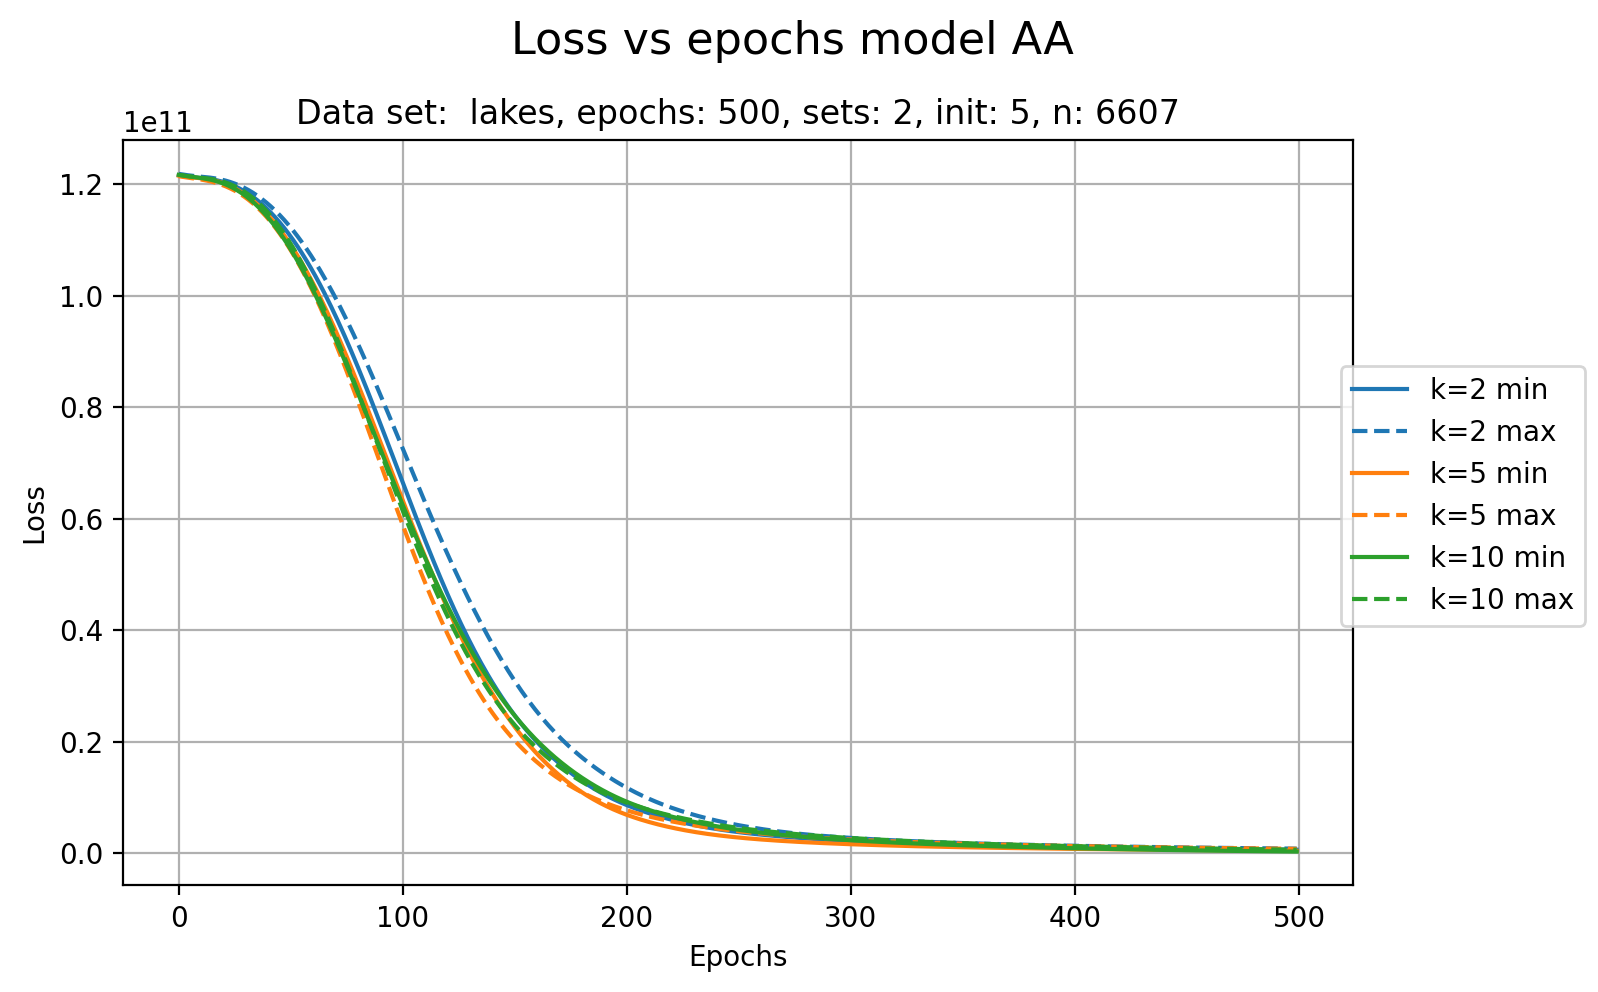 Loss vs epochs model AA
Data set:  lakes, epochs: 500, sets: 2, init: 5, n: 6607
1e11
1.2
1.0
0.8
0.6
0.4
0.2
0.0
Loss
0 100 200 300 400 500
Epochs
k=2 min
k=2 max
k=5 min
k=5 max
k=10 min
k=10 max